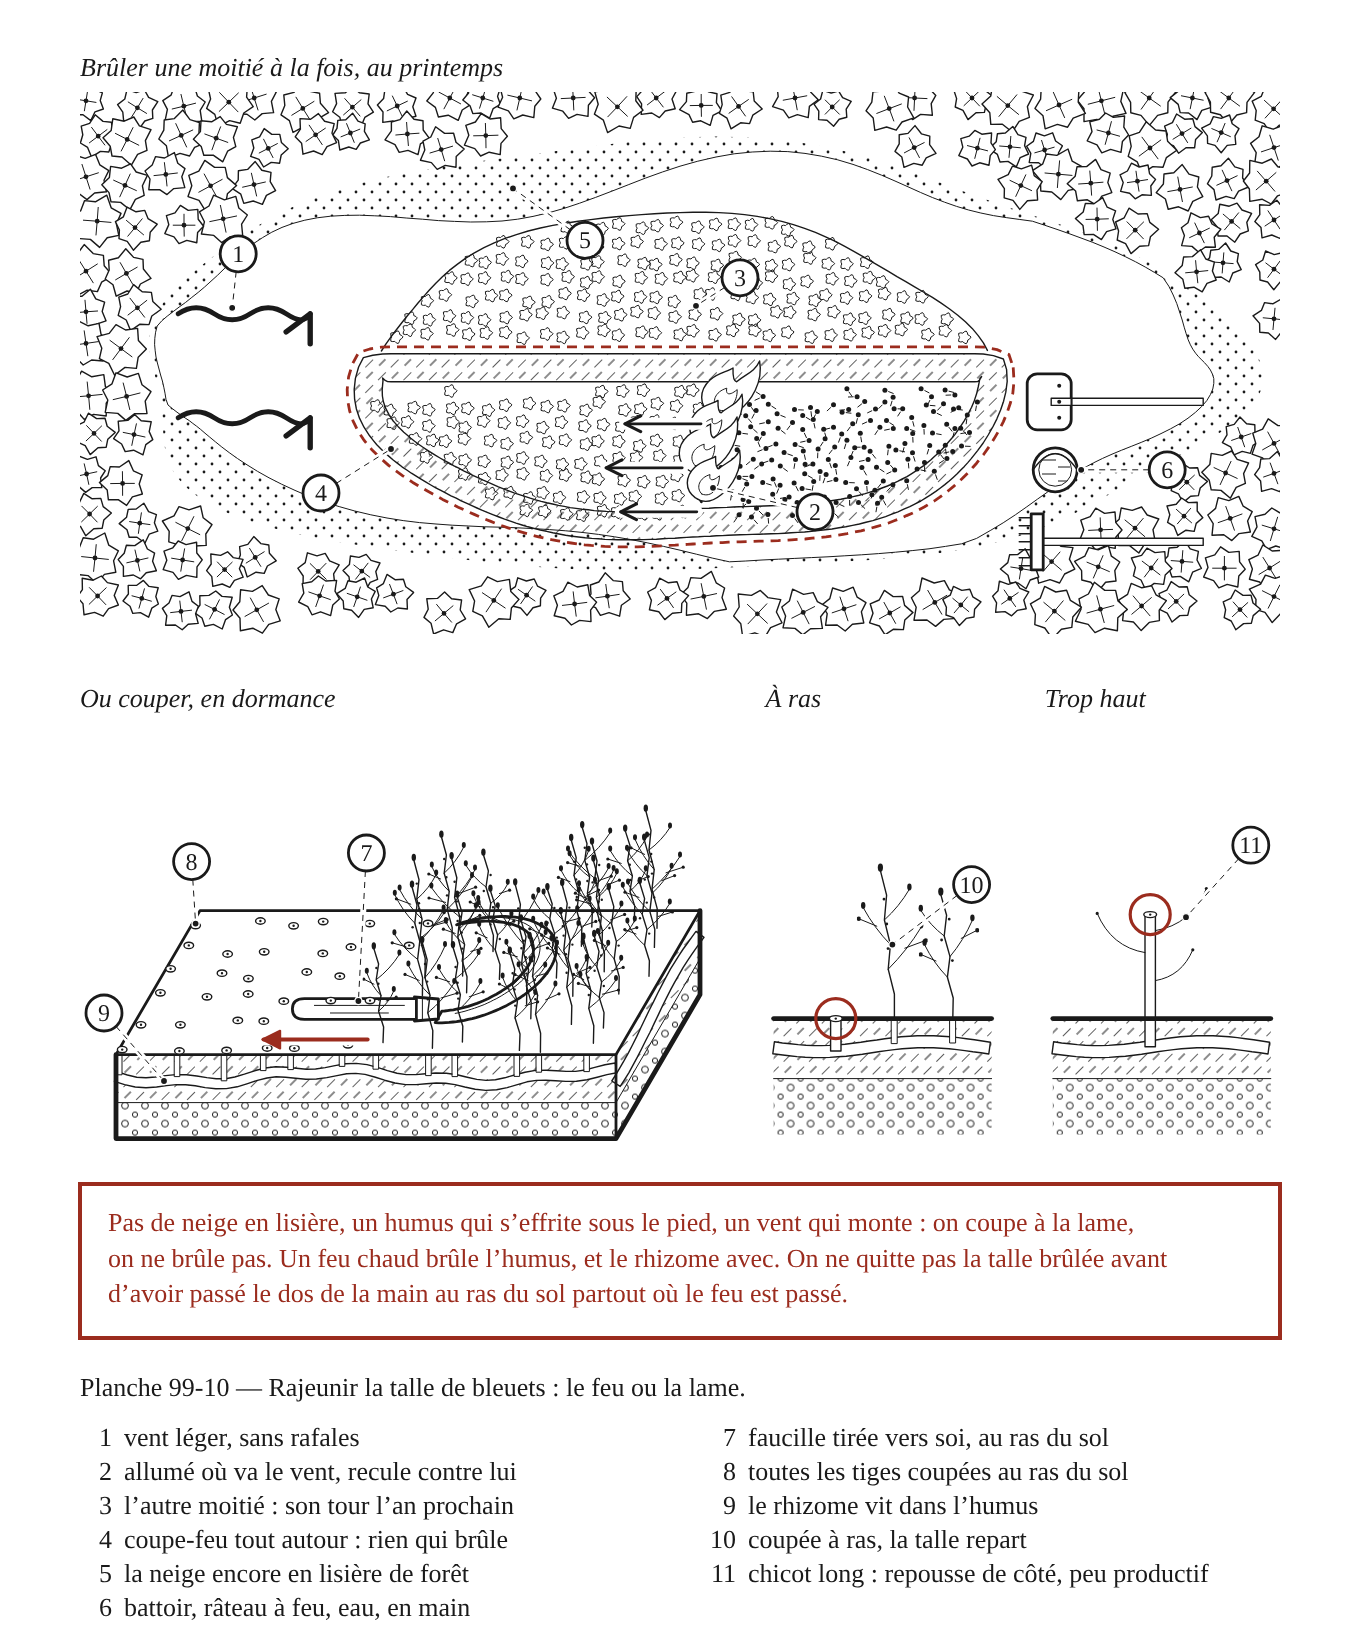 Brûler une moitié à la fois, au printemps
1
5
3
4
2
6
Ou couper, en dormance
À ras
Trop haut
8
7
9
10
11
Pas de neige en lisière, un humus qui s’effrite sous le pied, un vent qui monte : on coupe à la lame,
on ne brûle pas. Un feu chaud brûle l’humus, et le rhizome avec. On ne quitte pas la talle brûlée avant
d’avoir passé le dos de la main au ras du sol partout où le feu est passé.
Planche 99-10 — Rajeunir la talle de bleuets : le feu ou la lame.
1 vent léger, sans rafales
2 allumé où va le vent, recule contre lui
3 l’autre moitié : son tour l’an prochain
4 coupe-feu tout autour : rien qui brûle
5 la neige encore en lisière de forêt
6 battoir, râteau à feu, eau, en main
7 faucille tirée vers soi, au ras du sol
8 toutes les tiges coupées au ras du sol
9 le rhizome vit dans l’humus
10 coupée à ras, la talle repart
11 chicot long : repousse de côté, peu productif